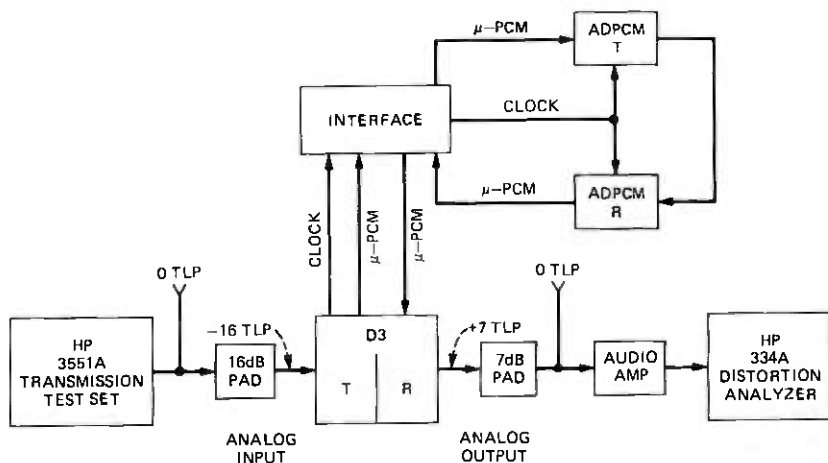 μ-PCM
ADPCM
T
INTERFACE
CLOCK
μ-PCM
ADPCM
R
CLOCK
μ-PCM
μ-PCM
0 TLP
-16 TLP
D3
+7 TLP
0 TLP
HP
3551A
TRANSMISSION
TEST SET
16dB
PAD
T
R
7dB
PAD
AUDIO
AMP
HP
334A
DISTORTION
ANALYZER
ANALOG
INPUT
ANALOG
OUTPUT